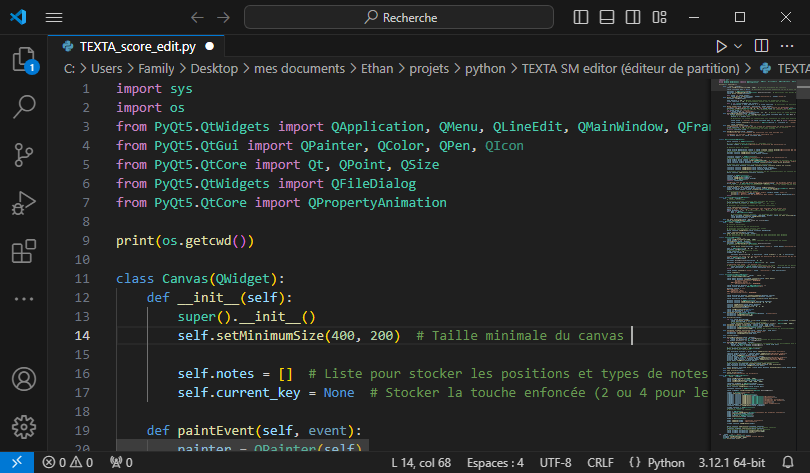 Recherche
TEXTA_score_edit.py
1
C: > Users > Family > Desktop > mes documents > Ethan > projets > python > TEXTA SM editor (éditeur de partition) > TEXTA
1 import sys
2 import os
3 from PyQt5.QtWidgets import QApplication, QMenu, QLineEdit, QMainWindow, QFran
4 from PyQt5.QtGui import QPainter, QColor, QPen, QIcon
5 from PyQt5.QtCore import Qt, QPoint, QSize
6 from PyQt5.QtWidgets import QFileDialog
7 from PyQt5.QtCore import QPropertyAnimation
8
9 print(os.getcwd())
10
11 class Canvas(QWidget):
12 def __init__(self):
13 super().__init__()
14 self.setMinimumSize(400, 200)  # Taille minimale du canvas
15
16 self.notes = []  # Liste pour stocker les positions et types de notes
17 self.current_key = None  # Stocker la touche enfoncée (2 ou 4 pour le
18
19 def paintEvent(self, event):
20 painter = QPainter(self)
0 0 0 L 14, col 68 Espaces : 4 UTF-8 CRLF {} Python 3.12.1 64-bit